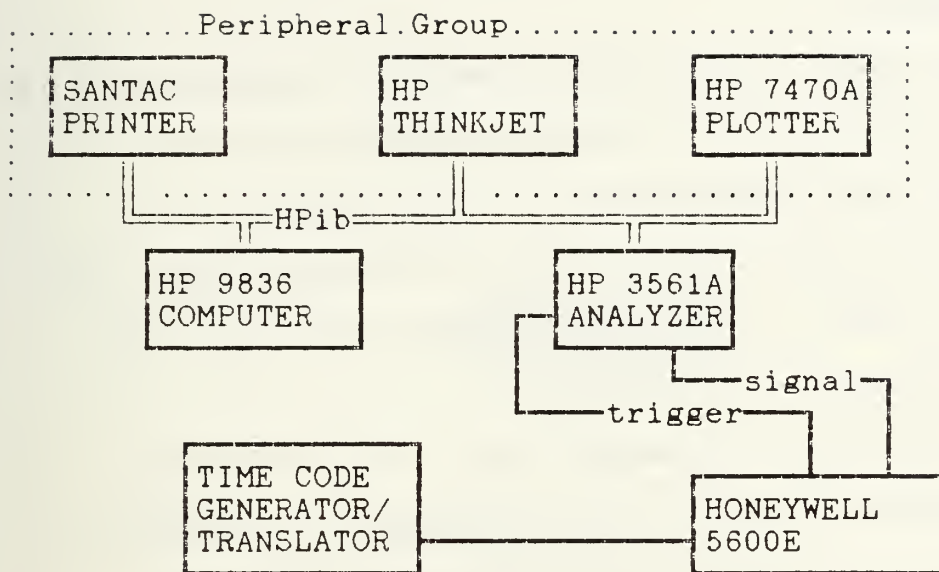 Peripheral.Group
SANTAC
PRINTER
HP
THINKJET
HP 7470A
PLOTTER
HPib
HP 9836
COMPUTER
HP 3561A
ANALYZER
signal
trigger
TIME CODE
GENERATOR/
TRANSLATOR
HONEYWELL
5600E